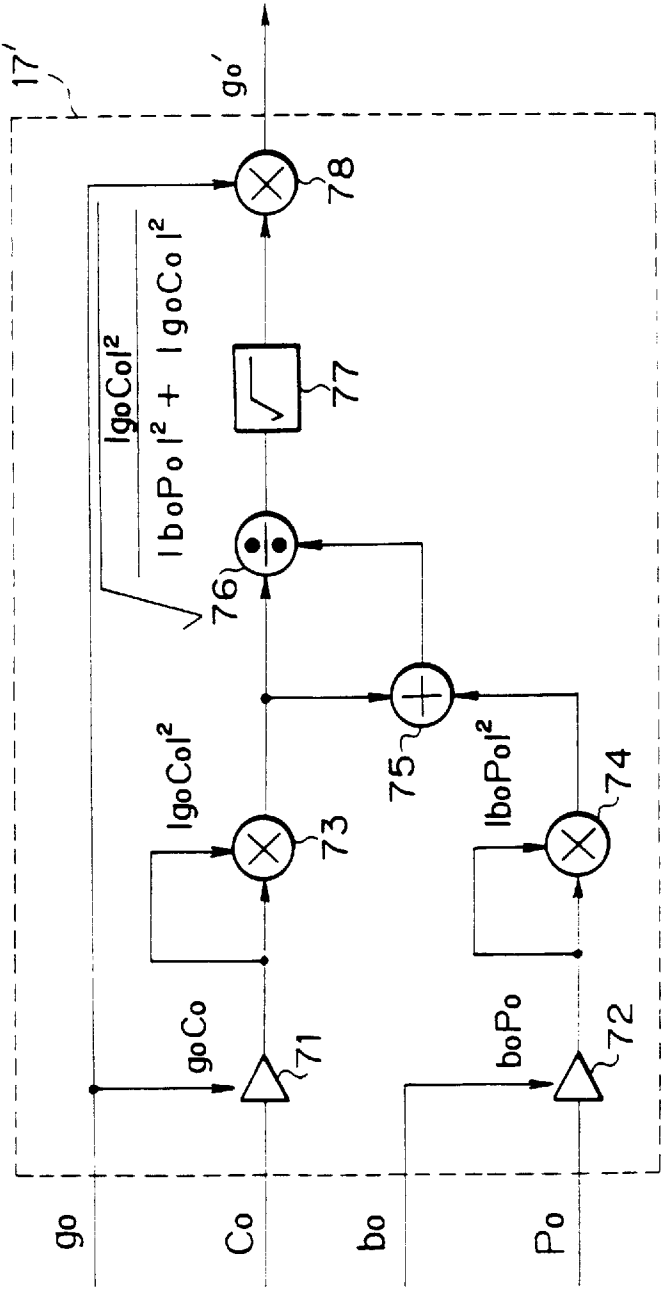 17'
go
Co
bo
Po
goCo
71
boPo
72
|goCo|²
73
|boPo|²
74
75
76
√
|goCo|²
|boPo|² + |goCo|²
77
78
go'